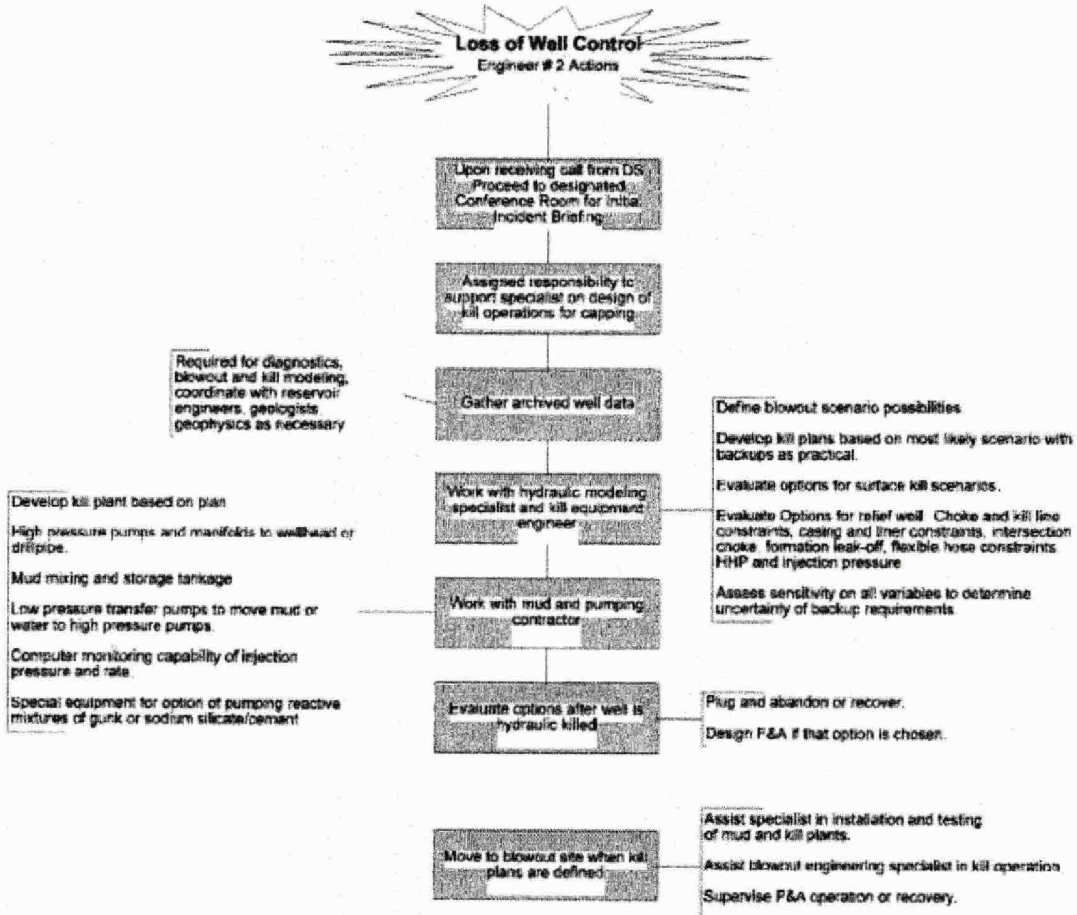 Loss of Well Control
Engineer # 2 Actions
Upon receiving call from DS
Proceed to designated
Conference Room for Initial
Incident Briefing
Assigned responsibility to
support specialist on design of
kill operations for capping
Required for diagnostics,
blowout and kill modeling,
coordinate with reservoir
engineers, geologists
geophysics as necessary
Gather archived well data
Define blowout scenario possibilities
Develop kill plans based on most likely scenario with
backups as practical.
Evaluate options for surface kill scenarios.
Evaluate Options for relief well Choke and kill line
constraints, casing and liner constraints, intersection
choke, formation leak-off, flexible hose constraints
HHP and injection pressure
Assess sensitivity on all variables to determine
uncertainty of backup requirements
Work with hydraulic modeling
specialist and kill equipment
engineer
Develop kill plant based on plan
High pressure pumps and manifolds to wellhead or
drillpipe.
Mud mixing and storage tankage
Low pressure transfer pumps to move mud or
water to high pressure pumps.
Computer monitoring capability of injection
pressure and rate.
Special equipment for option of pumping reactive
mixtures of gunk or sodium silicate/cement
Work with mud and pumping
contractor
Evaluate options after well is
hydraulic killed
Plug and abandon or recover.
Design P&A if that option is chosen.
Move to blowout site when kill
plans are defined
Assist specialist in installation and testing
of mud and kill plants.
Assist blowout engineering specialist in kill operation
Supervise P&A operation or recovery.